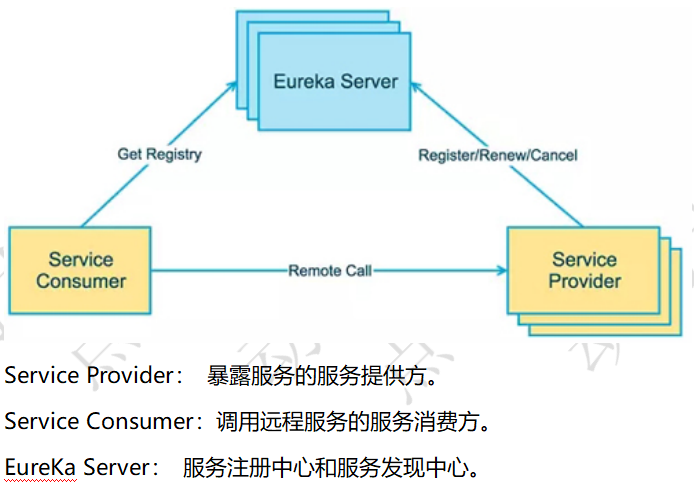 Eureka Server
Get Registry
Register/Renew/Cancel
Service
Consumer
Remote Call
Service
Provider
Service Provider： 暴露服务的服务提供方。
Service Consumer：调用远程服务的服务消费方。
EureKa Server： 服务注册中心和服务发现中心。